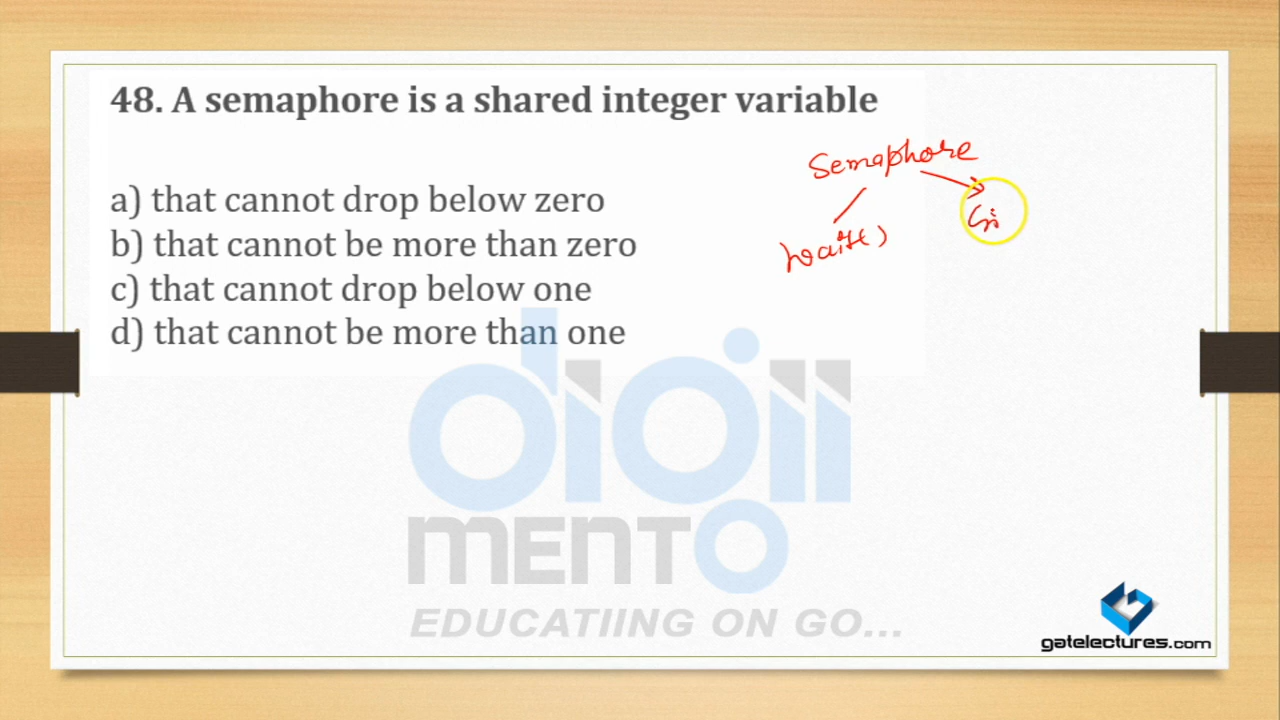 48. A semaphore is a shared integer variable
Semaphore
a) that cannot drop below zero
b) that cannot be more than zero
wait()
c) that cannot drop below one
d) that cannot be more than one
digii
MENTO
EDUCATIING ON GO...
gatelectures.com